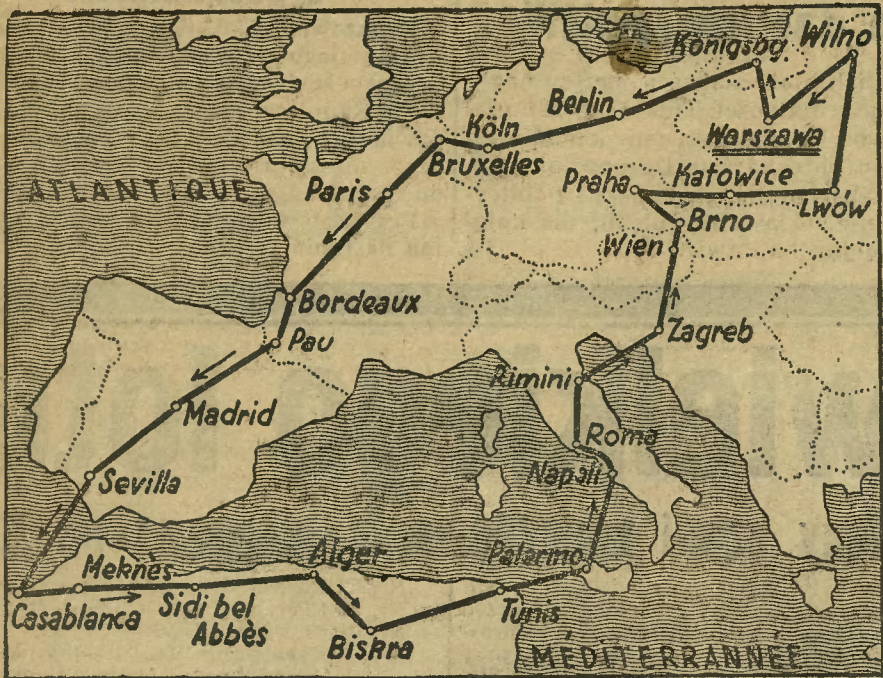 Königsbg.
Wilno
Berlin
Warszawa
Köln
Bruxelles
ATLANTIQUE
Paris
Praha
Katowice
Lwów
Brno
Wien
Bordeaux
Zagreb
Pau
Rimini
Madrid
Roma
Napoli
Sevilla
Alger
Palermo
Meknès
Casablanca
Sidi bel
Abbès
Tunis
Biskra
MÉDITERRANNÉE